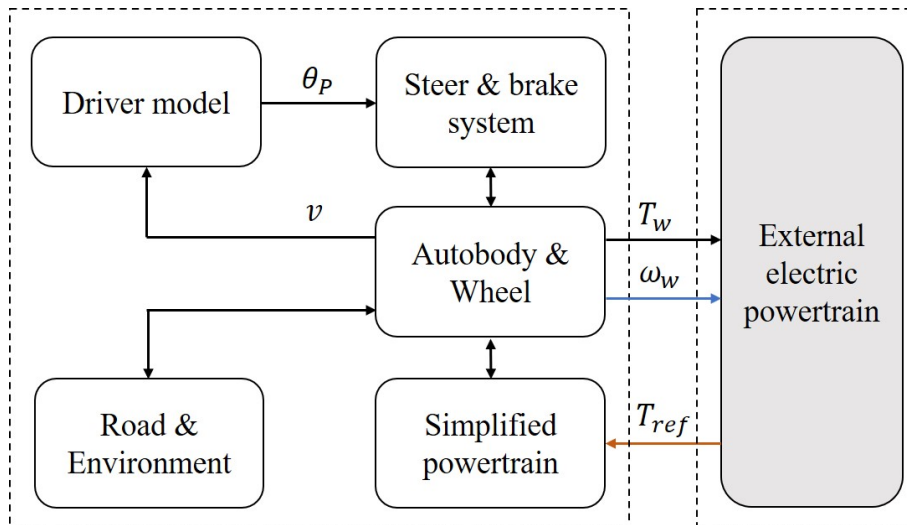 Driver model
θ_P
Steer & brake
system
v
Autobody &
Wheel
T_w
ω_w
External
electric
powertrain
Road &
Environment
Simplified
powertrain
T_ref